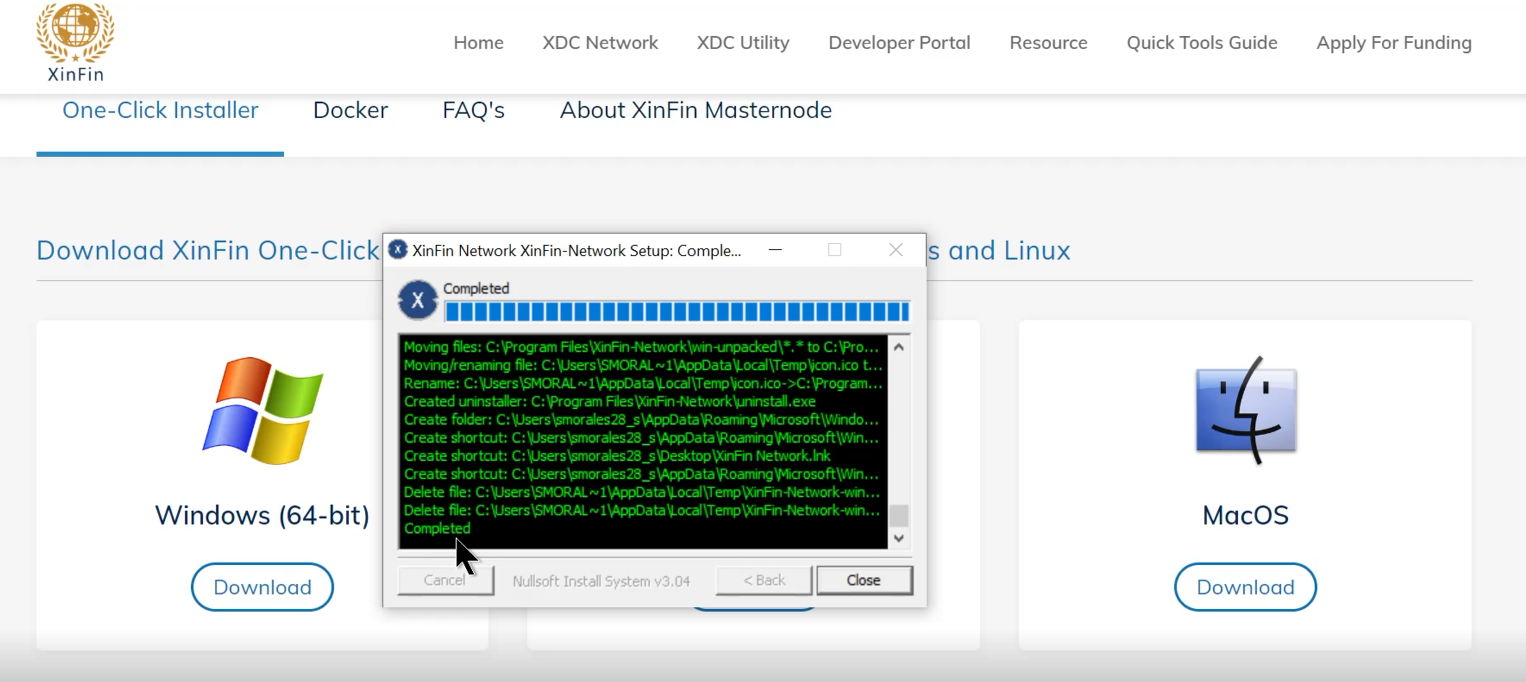 XinFin
Home XDC Network XDC Utility Developer Portal Resource Quick Tools Guide Apply For Funding
One-Click Installer Docker FAQ's About XinFin Masternode
Download XinFin One-Click
s and Linux
XinFin Network XinFin-Network Setup: Comple...
X
Completed
Moving files: C:\Program Files\XinFin-Network\win-unpacked\*.* to C:\Pro...
Moving/renaming file: C:\Users\SMORAL~1\AppData\Local\Temp\icon.ico t...
Rename: C:\Users\SMORAL~1\AppData\Local\Temp\icon.ico->C:\Program...
Created uninstaller: C:\Program Files\XinFin-Network\uninstall.exe
Create folder: C:\Users\smorales28_s\AppData\Roaming\Microsoft\Windo...
Create shortcut: C:\Users\smorales28_s\AppData\Roaming\Microsoft\Win...
Create shortcut: C:\Users\smorales28_s\Desktop\XinFin Network.lnk
Create shortcut: C:\Users\smorales28_s\AppData\Roaming\Microsoft\Win...
Delete file: C:\Users\SMORAL~1\AppData\Local\Temp\XinFin-Network-win...
Delete file: C:\Users\SMORAL~1\AppData\Local\Temp\XinFin-Network-win...
Completed
Cancel Nullsoft Install System v3.04 < Back Close
Windows (64-bit)
Download
MacOS
Download